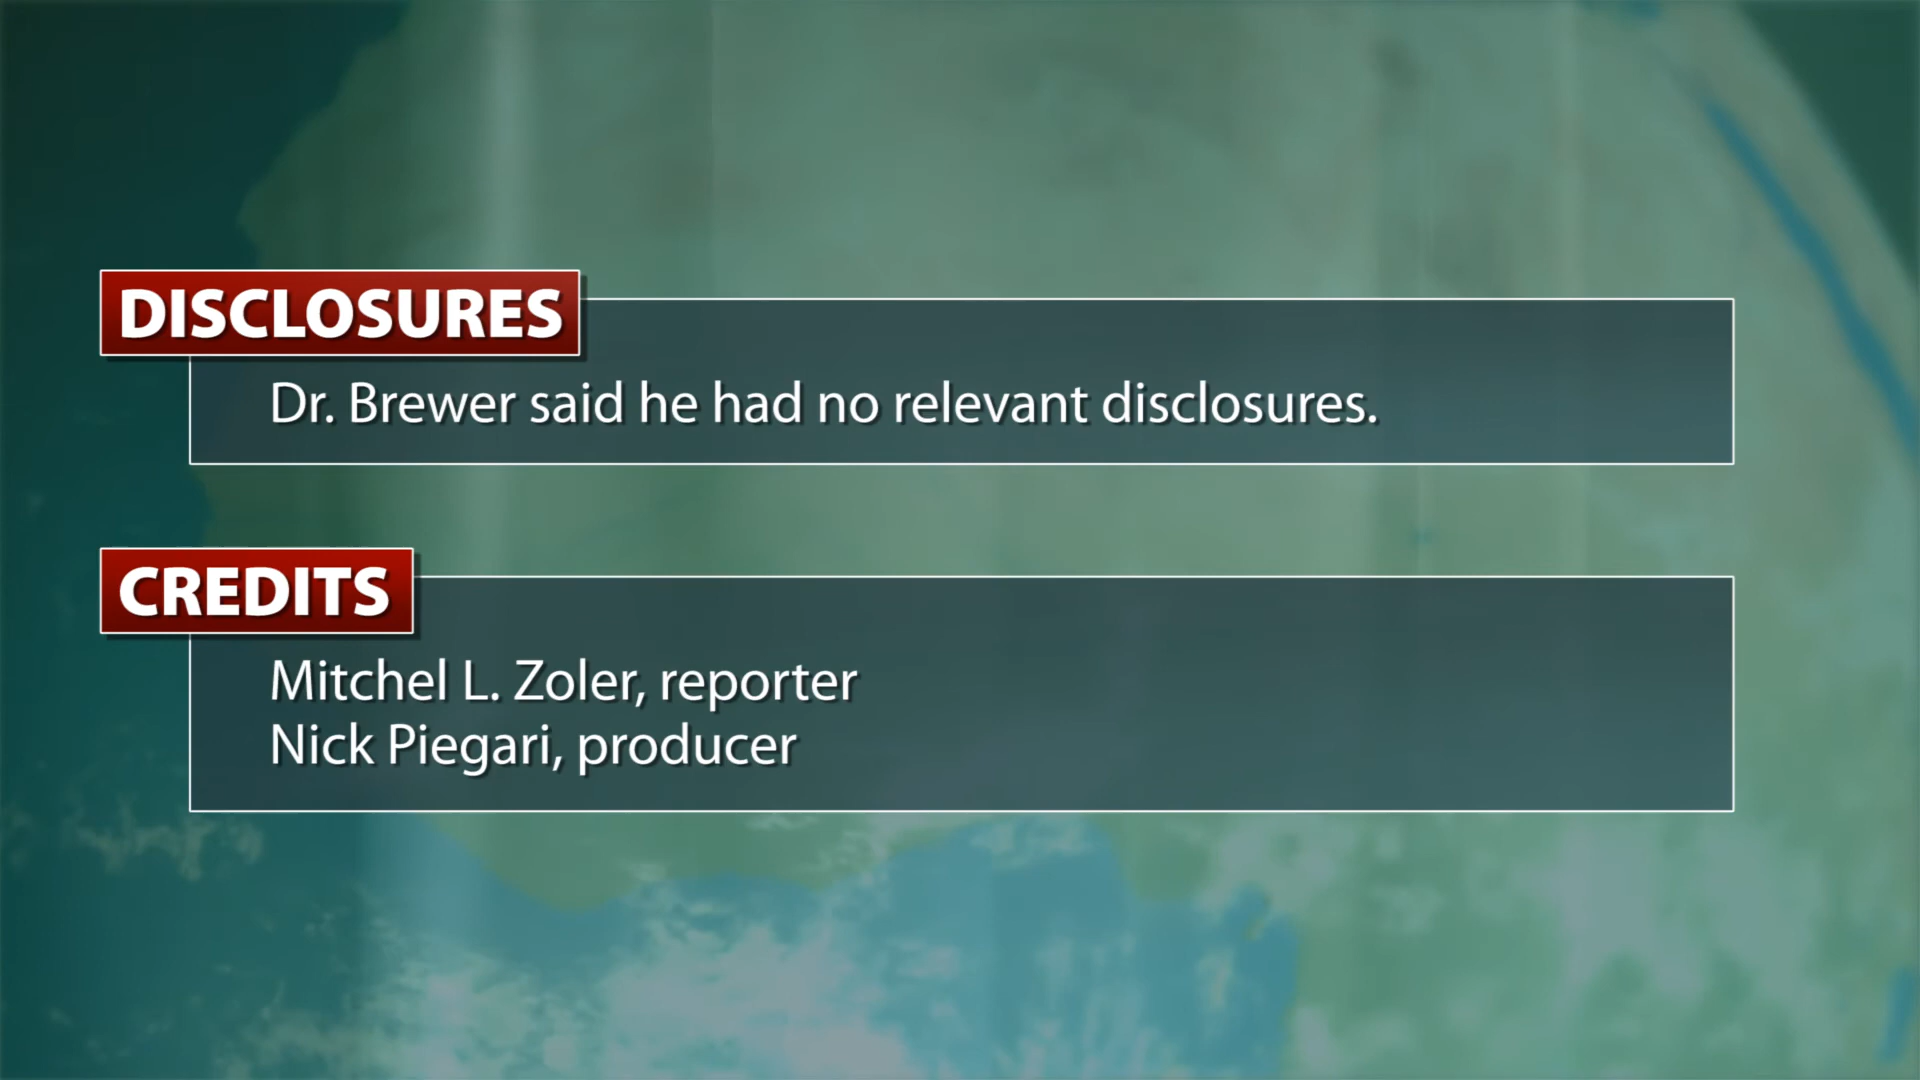 DISCLOSURES
Dr. Brewer said he had no relevant disclosures.
CREDITS
Mitchel L. Zoler, reporter
Nick Piegari, producer